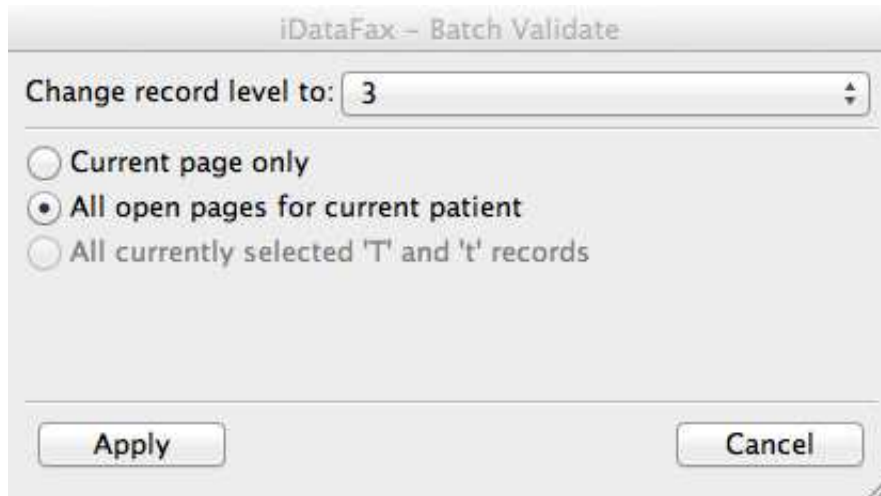 iDataFax – Batch Validate
Change record level to: 3
Current page only
All open pages for current patient
All currently selected 'T' and 't' records
Apply Cancel